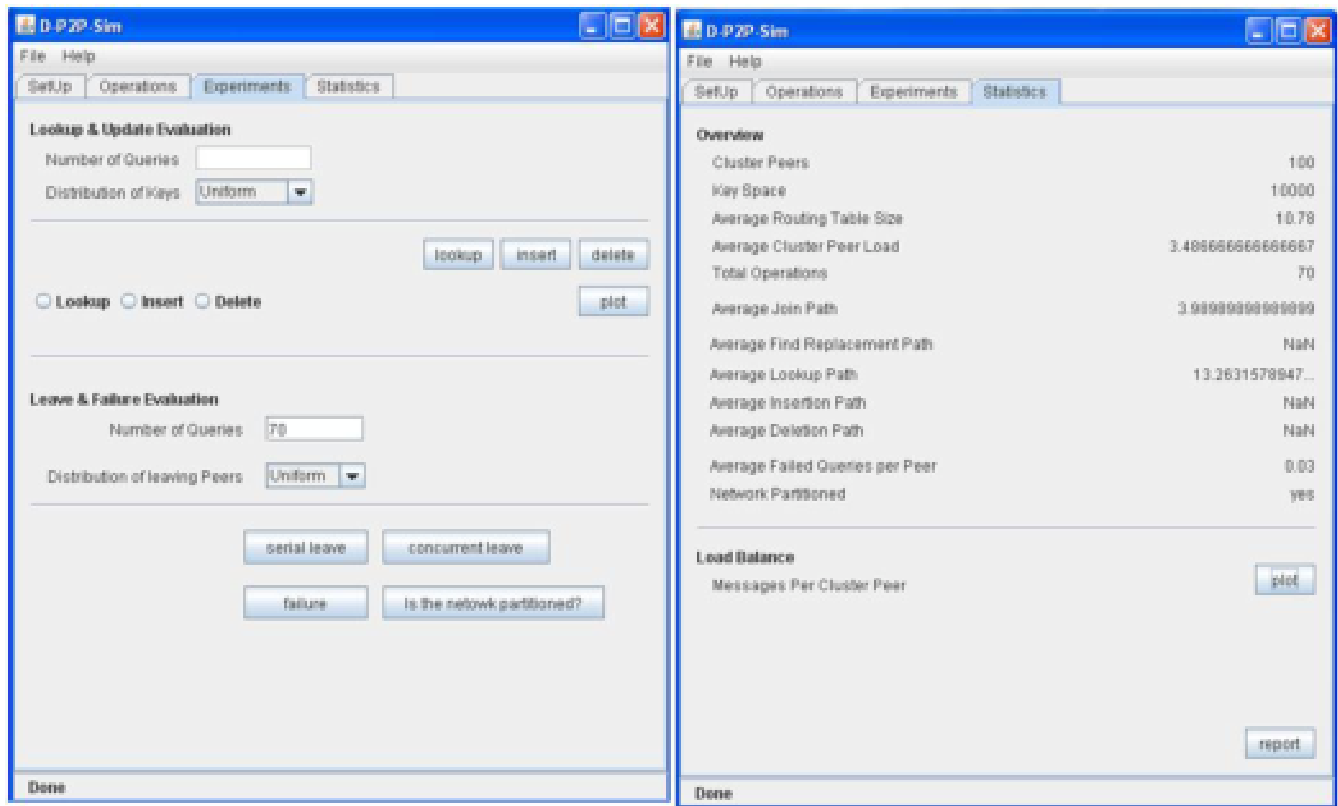 D-P2P-Sim
File Help
SetUp Operations Experiments Statistics
Lookup & Update Evaluation
Number of Queries
Distribution of Keys Uniform
lookup insert delete
Lookup Insert Delete plot
Leave & Failure Evaluation
Number of Queries 70
Distribution of leaving Peers Uniform
serial leave concurrent leave
failure Is the netowk partitioned?
Done
D-P2P-Sim
File Help
SetUp Operations Experiments Statistics
Overview
Cluster Peers 100
Key Space 10000
Average Routing Table Size 10.78
Average Cluster Peer Load 3.486666666666667
Total Operations 70
Average Join Path 3.98989898989899
Average Find Replacement Path NaN
Average Lookup Path 13.2631578947...
Average Insertion Path NaN
Average Deletion Path NaN
Average Failed Queries per Peer 0.03
Network Partitioned yes
Load Balance
Messages Per Cluster Peer plot
report
Done